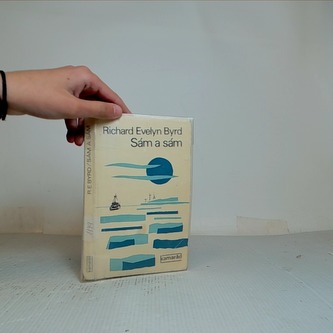 Richard Evelyn Byrd
Sám a sám
R.E.BYRD/SÁM A SÁM